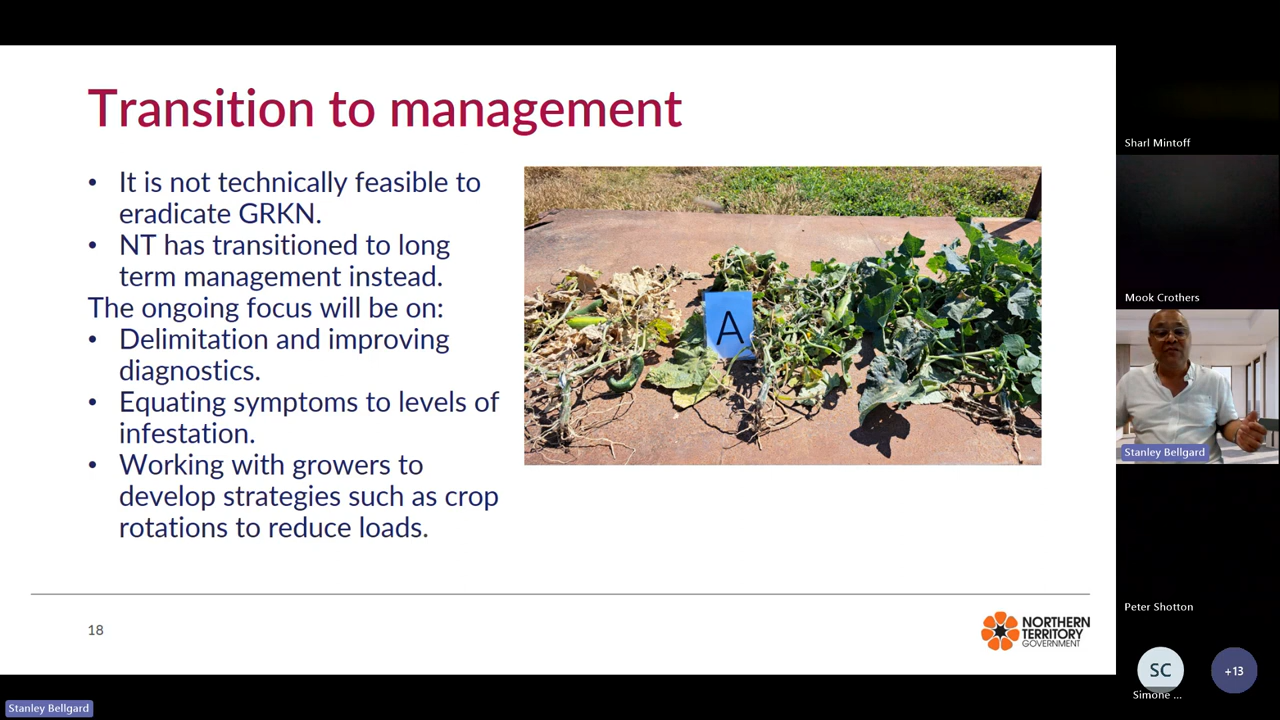 Transition to management
• It is not technically feasible to
eradicate GRKN.
• NT has transitioned to long
term management instead.
The ongoing focus will be on:
• Delimitation and improving
diagnostics.
• Equating symptoms to levels of
infestation.
• Working with growers to
develop strategies such as crop
rotations to reduce loads.
A
18
NORTHERN
TERRITORY
GOVERNMENT
Sharl Mintoff
Mook Crothers
Stanley Bellgard
Peter Shotton
SC
+13
Simone ...
Stanley Bellgard